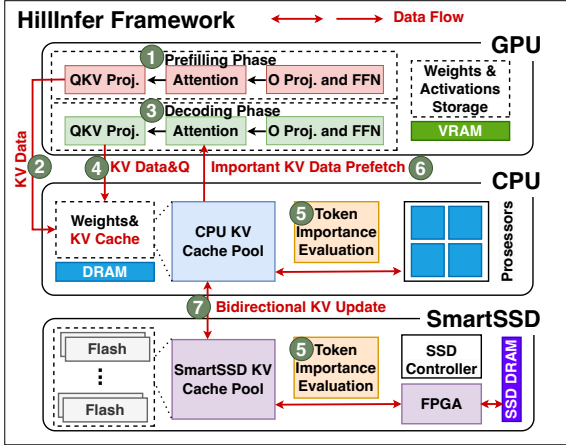 HillInfer Framework
Data Flow
GPU
1 Prefilling Phase
QKV Proj.
Attention
O Proj. and FFN
3 Decoding Phase
QKV Proj.
Attention
O Proj. and FFN
Weights &
Activations
Storage
VRAM
KV Data
2
4 KV Data&Q
Important KV Data Prefetch 6
CPU
Weights&
KV Cache
DRAM
CPU KV
Cache Pool
5 Token
Importance
Evaluation
Prosessors
7 Bidirectional KV Update
SmartSSD
Flash
Flash
SmartSSD KV
Cache Pool
5 Token
Importance
Evaluation
SSD
Controller
FPGA
SSD DRAM